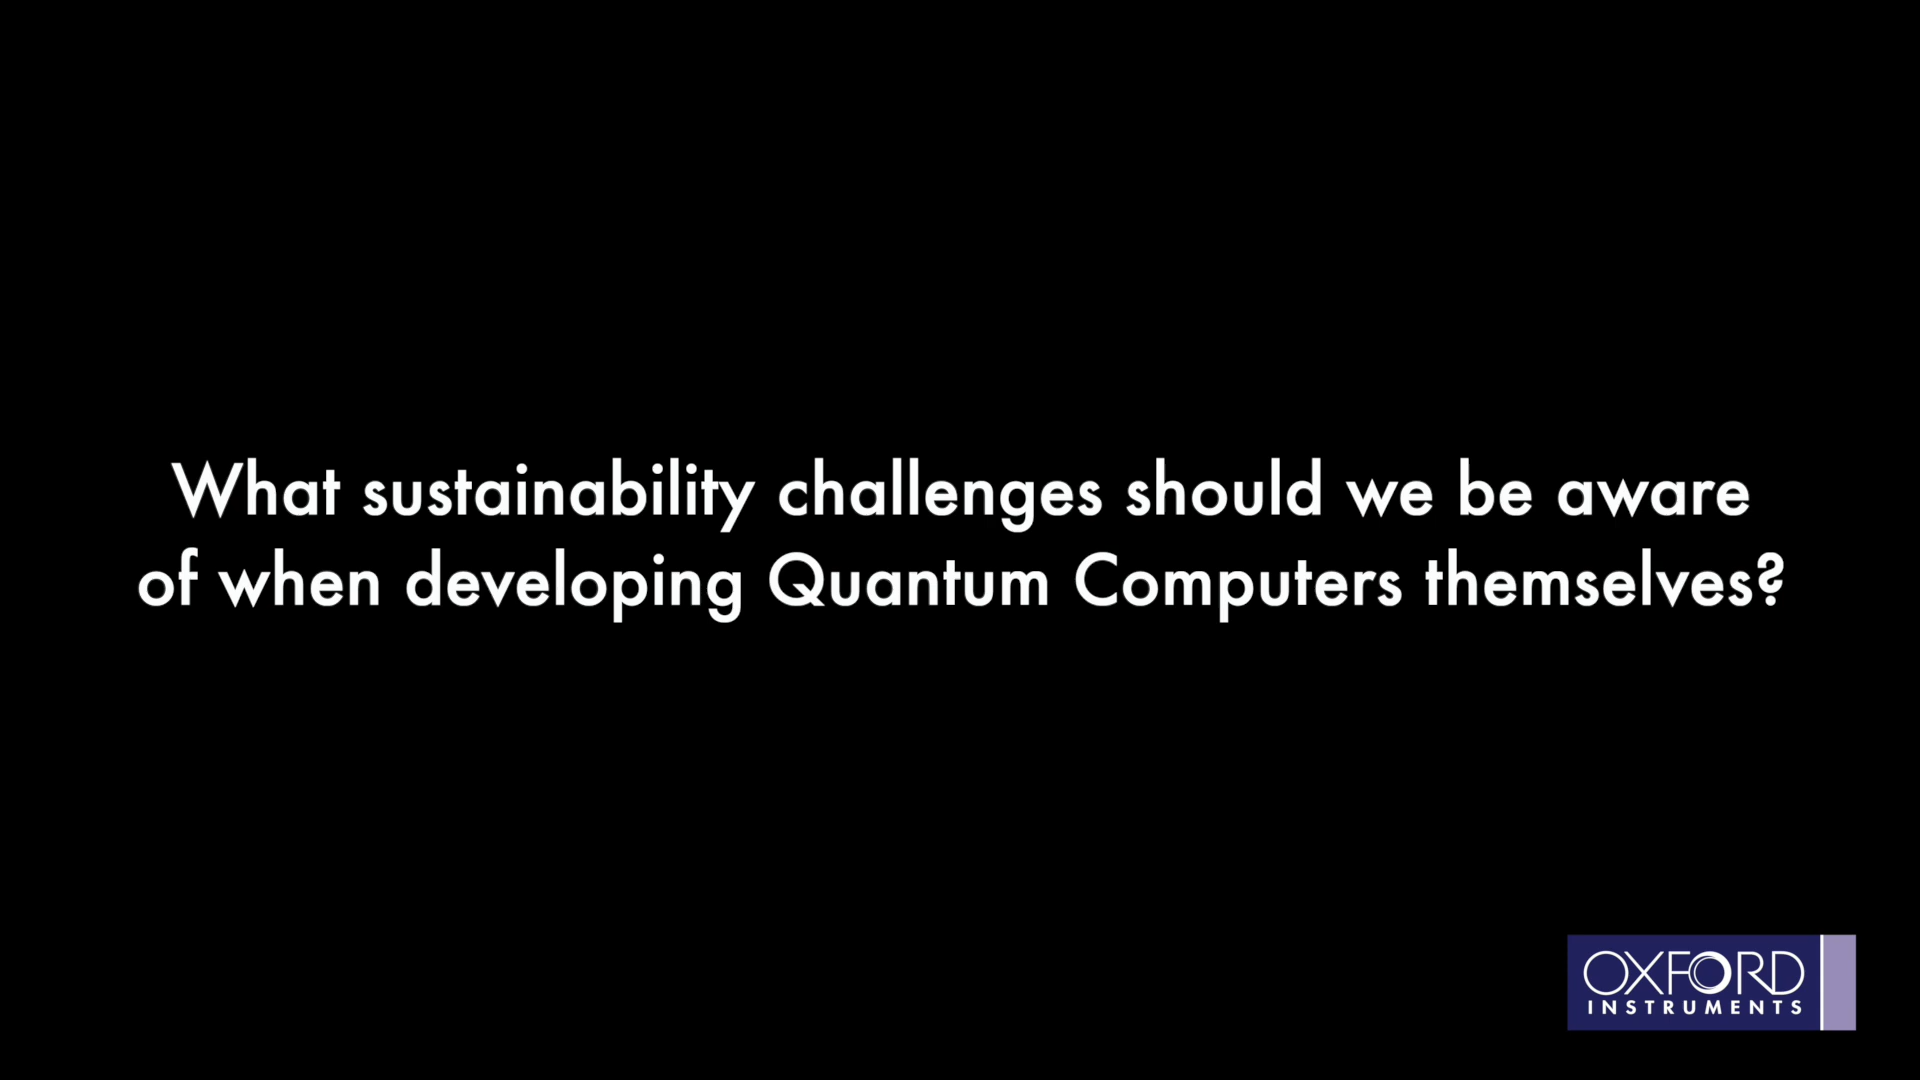 What sustainability challenges should we be aware
of when developing Quantum Computers themselves?
OXFORD
INSTRUMENTS